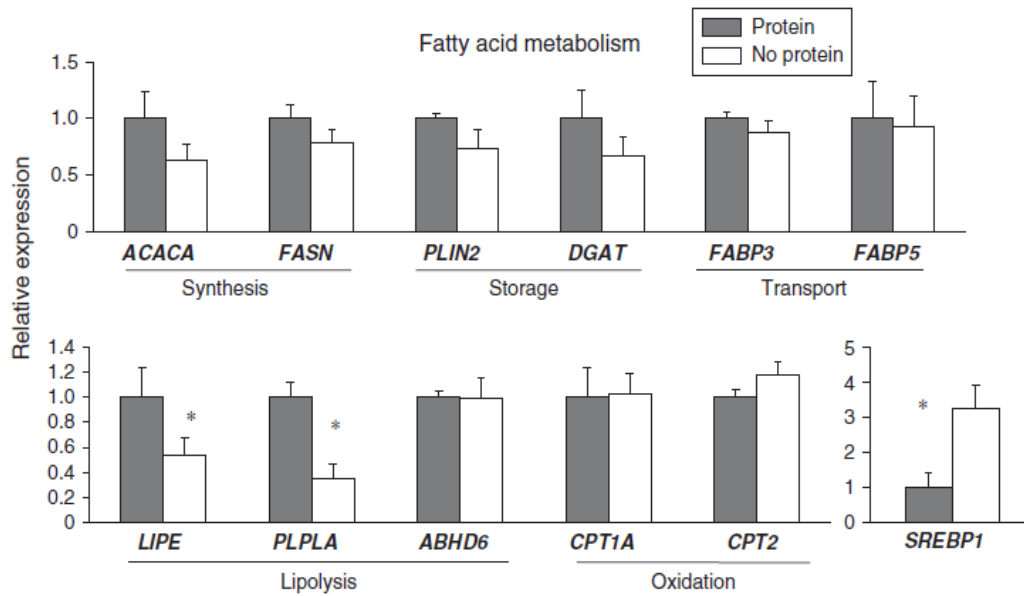 Fatty acid metabolism
Protein
No protein
Relative expression
1.5
1.0
0.5
0
ACACA FASN PLIN2 DGAT FABP3 FABP5
Synthesis Storage Transport
1.4
1.2
1.0
0.8
0.6
0.4
0.2
0
* *
LIPE PLPLA ABHD6 CPT1A CPT2
Lipolysis Oxidation
5
4
3
2
1
0
*
SREBP1